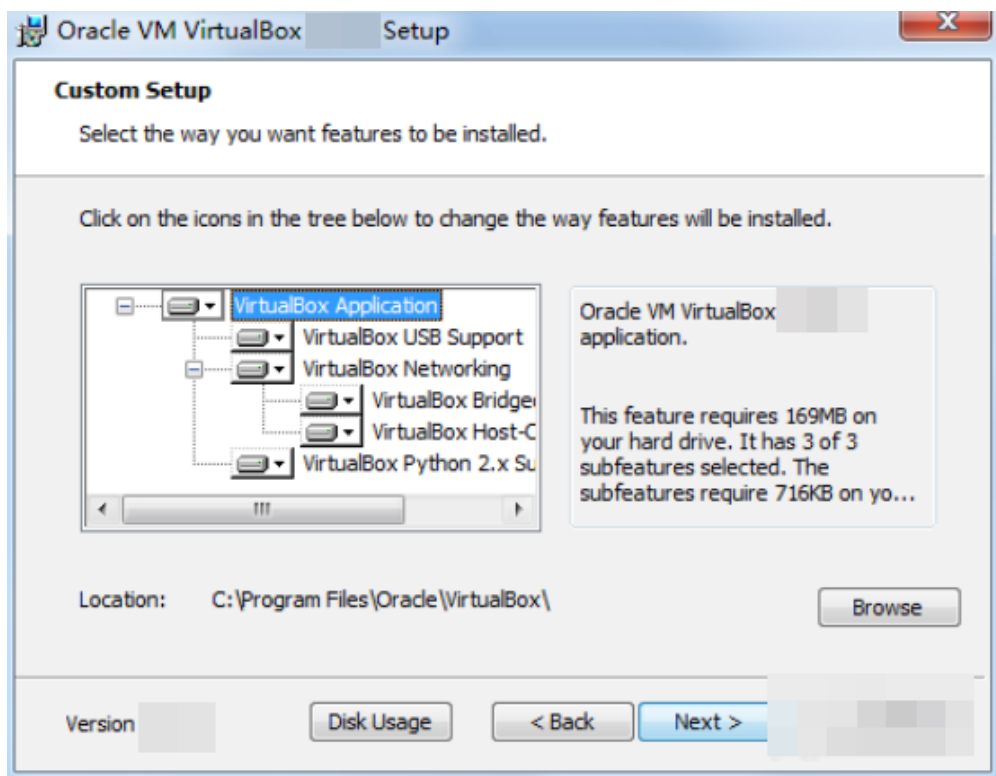 Oracle VM VirtualBox Setup
Custom Setup
Select the way you want features to be installed.
Click on the icons in the tree below to change the way features will be installed.
VirtualBox Application
VirtualBox USB Support
VirtualBox Networking
VirtualBox Bridge
VirtualBox Host-C
VirtualBox Python 2.x Su
Oracle VM VirtualBox
application.
This feature requires 169MB on
your hard drive. It has 3 of 3
subfeatures selected. The
subfeatures require 716KB on yo...
Location: C:\Program Files\Oracle\VirtualBox\
Browse
Version
Disk Usage
< Back
Next >